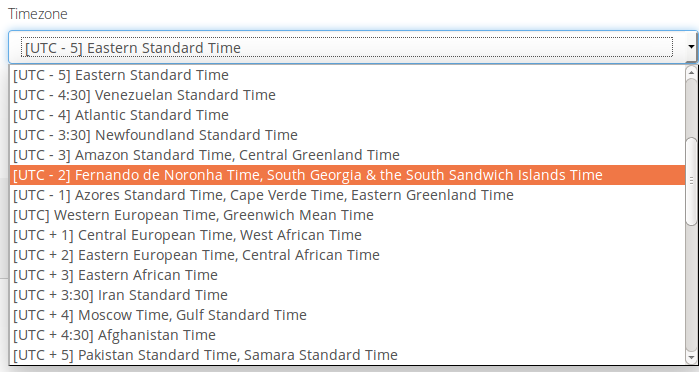 Timezone
[UTC - 5] Eastern Standard Time
[UTC - 5] Eastern Standard Time
[UTC - 4:30] Venezuelan Standard Time
[UTC - 4] Atlantic Standard Time
[UTC - 3:30] Newfoundland Standard Time
[UTC - 3] Amazon Standard Time, Central Greenland Time
[UTC - 2] Fernando de Noronha Time, South Georgia & the South Sandwich Islands Time
[UTC - 1] Azores Standard Time, Cape Verde Time, Eastern Greenland Time
[UTC] Western European Time, Greenwich Mean Time
[UTC + 1] Central European Time, West African Time
[UTC + 2] Eastern European Time, Central African Time
[UTC + 3] Eastern African Time
[UTC + 3:30] Iran Standard Time
[UTC + 4] Moscow Time, Gulf Standard Time
[UTC + 4:30] Afghanistan Time
[UTC + 5] Pakistan Standard Time, Samara Standard Time